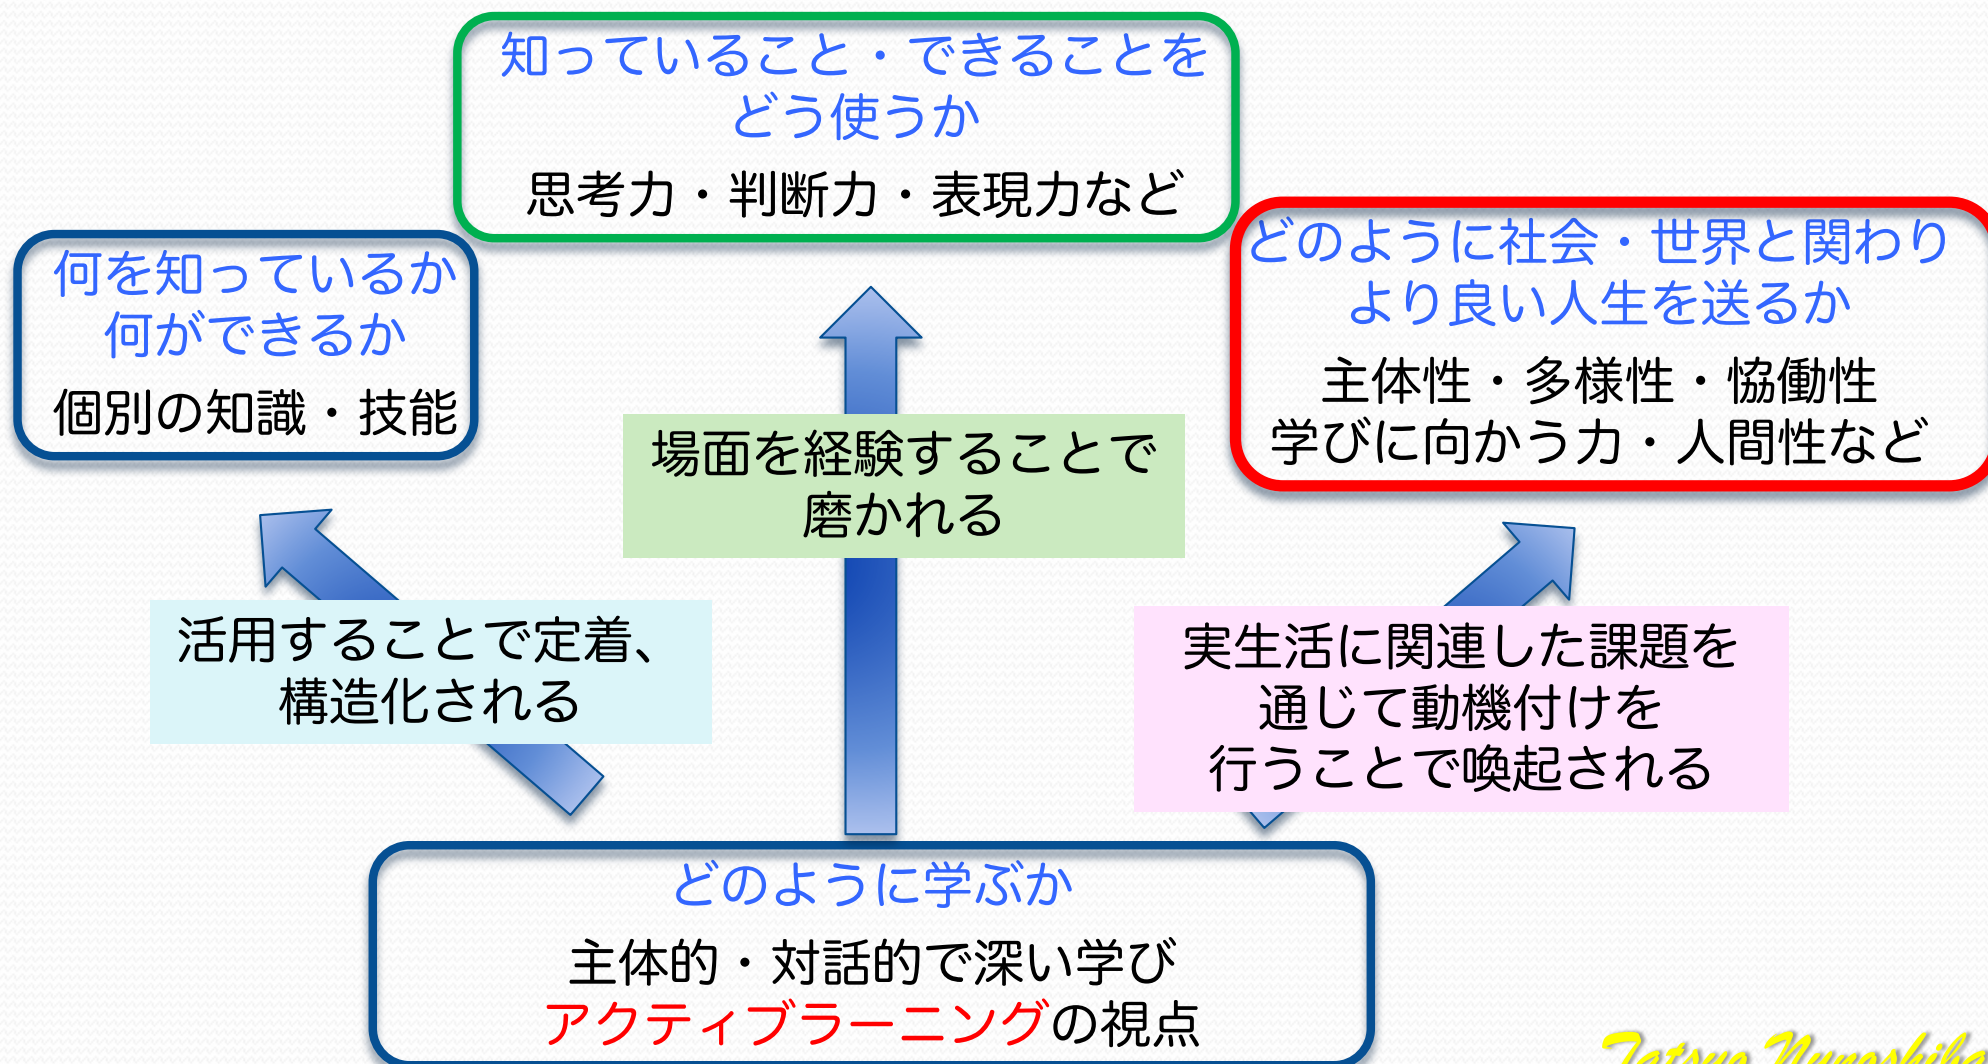 知っていること・できることを
どう使うか
思考力・判断力・表現力など
何を知っているか
何ができるか
個別の知識・技能
どのように社会・世界と関わり
より良い人生を送るか
主体性・多様性・恊働性
学びに向かう力・人間性など
場面を経験することで
磨かれる
活用することで定着、
構造化される
実生活に関連した課題を
通じて動機付けを
行うことで喚起される
どのように学ぶか
主体的・対話的で深い学び
アクティブラーニングの視点
Tatsuo Nunoshiba